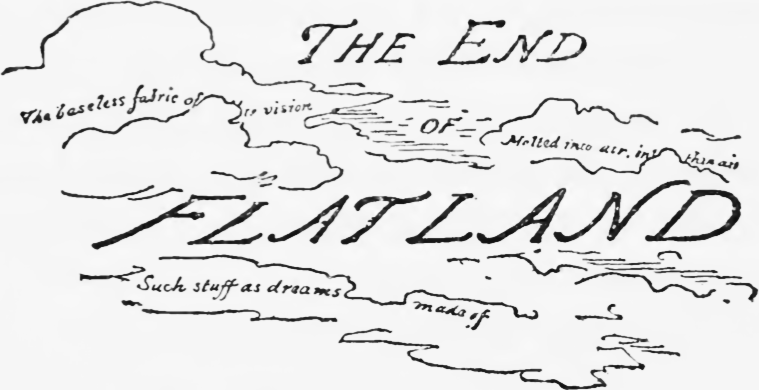 THE END
The baseless fabric of vision
OF
Melted into air, int thin air
FLATLAND
Such stuff as dreams
made of